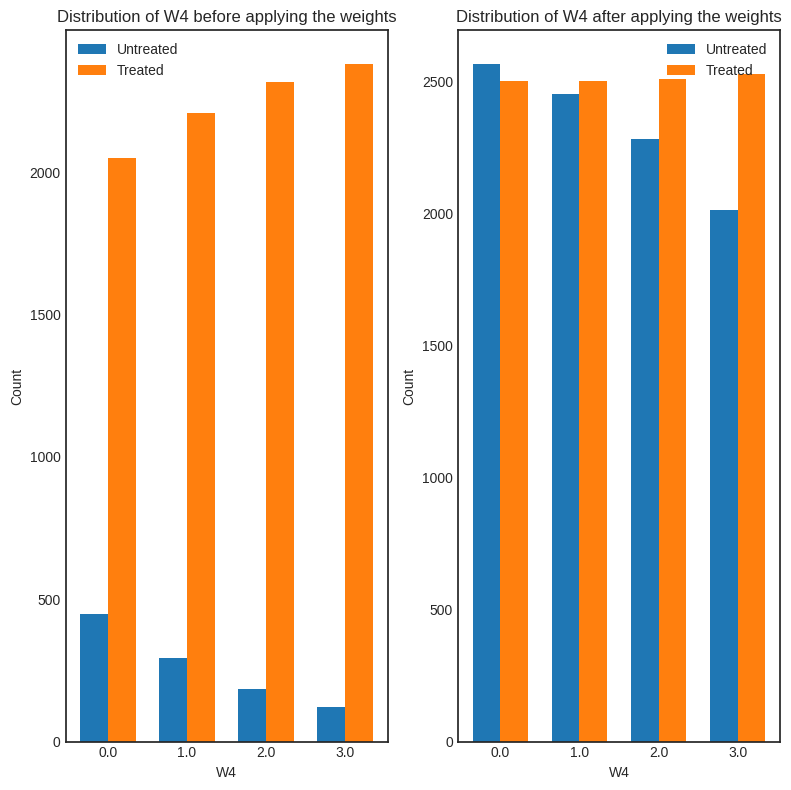 Distribution of W4 before applying the weights
Untreated
Treated
2000
1500
1000
500
0
Count
0.0 1.0 2.0 3.0
W4
Distribution of W4 after applying the weights
Untreated
Treated
2500
2000
1500
1000
500
0
Count
0.0 1.0 2.0 3.0
W4